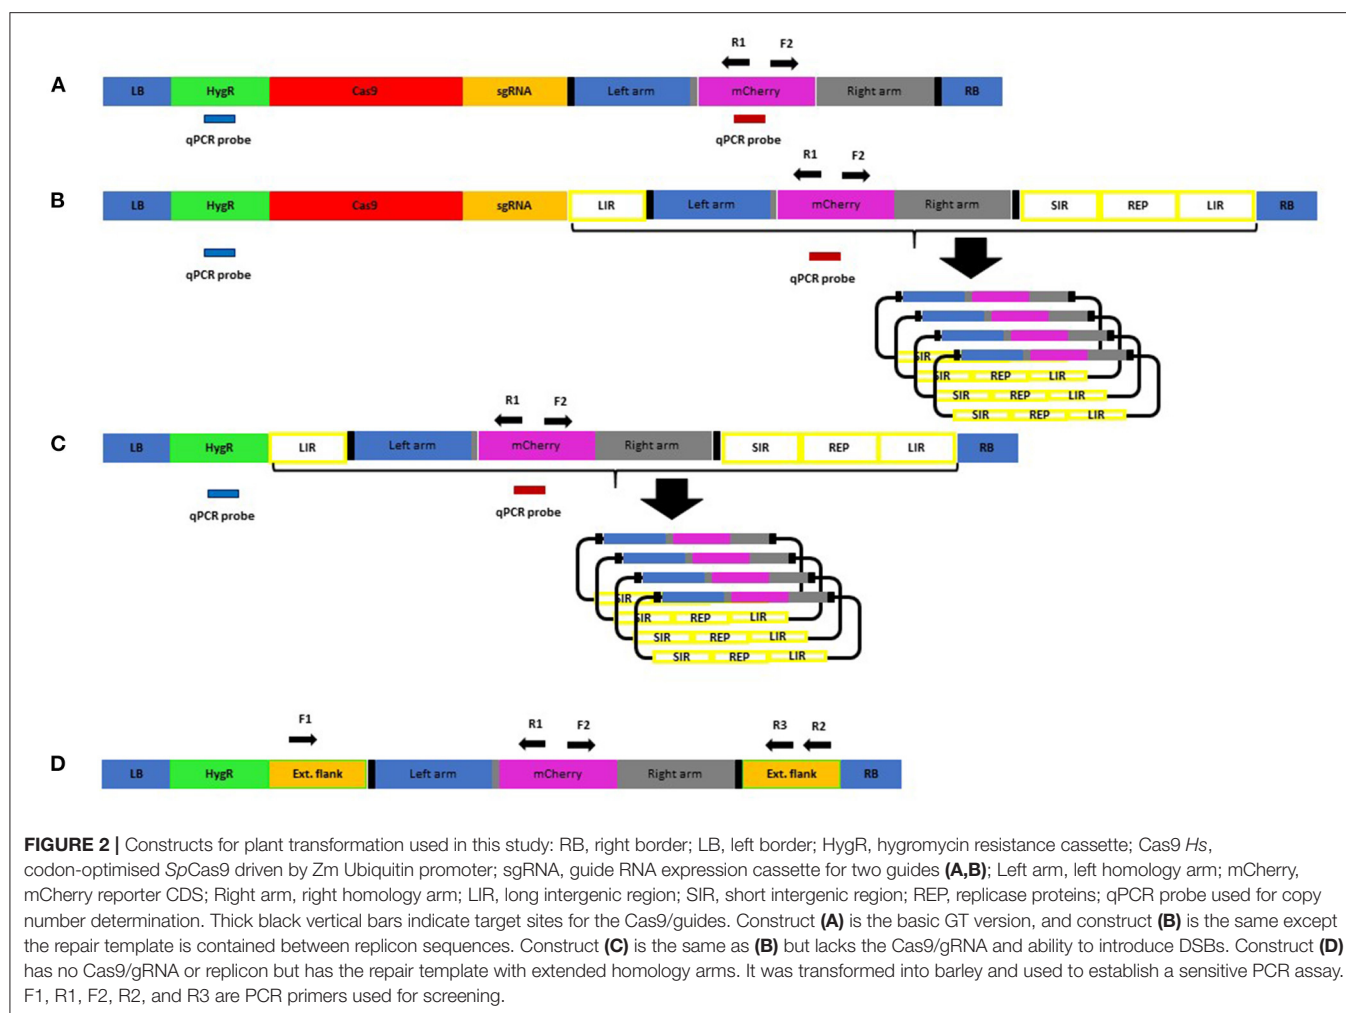 R1 F2
A LB HygR Cas9 sgRNA Left arm mCherry Right arm RB
qPCR probe qPCR probe
R1 F2
B LB HygR Cas9 sgRNA LIR Left arm mCherry Right arm SIR REP LIR RB
qPCR probe qPCR probe
SIR
SIR REP LIR
SIR REP LIR
SIR REP LIR
R1 F2
C LB HygR LIR Left arm mCherry Right arm SIR REP LIR RB
qPCR probe qPCR probe
SIR
SIR REP LIR
SIR REP LIR
SIR REP LIR
F1 R1 F2 R3 R2
D LB HygR Ext. flank Left arm mCherry Right arm Ext. flank RB
FIGURE 2 | Constructs for plant transformation used in this study: RB, right border; LB, left border; HygR, hygromycin resistance cassette; Cas9 Hs,
codon-optimised SpCas9 driven by Zm Ubiquitin promoter; sgRNA, guide RNA expression cassette for two guides (A,B); Left arm, left homology arm; mCherry,
mCherry reporter CDS; Right arm, right homology arm; LIR, long intergenic region; SIR, short intergenic region; REP, replicase proteins; qPCR probe used for copy
number determination. Thick black vertical bars indicate target sites for the Cas9/guides. Construct (A) is the basic GT version, and construct (B) is the same except
the repair template is contained between replicon sequences. Construct (C) is the same as (B) but lacks the Cas9/gRNA and ability to introduce DSBs. Construct (D)
has no Cas9/gRNA or replicon but has the repair template with extended homology arms. It was transformed into barley and used to establish a sensitive PCR assay.
F1, R1, F2, R2, and R3 are PCR primers used for screening.